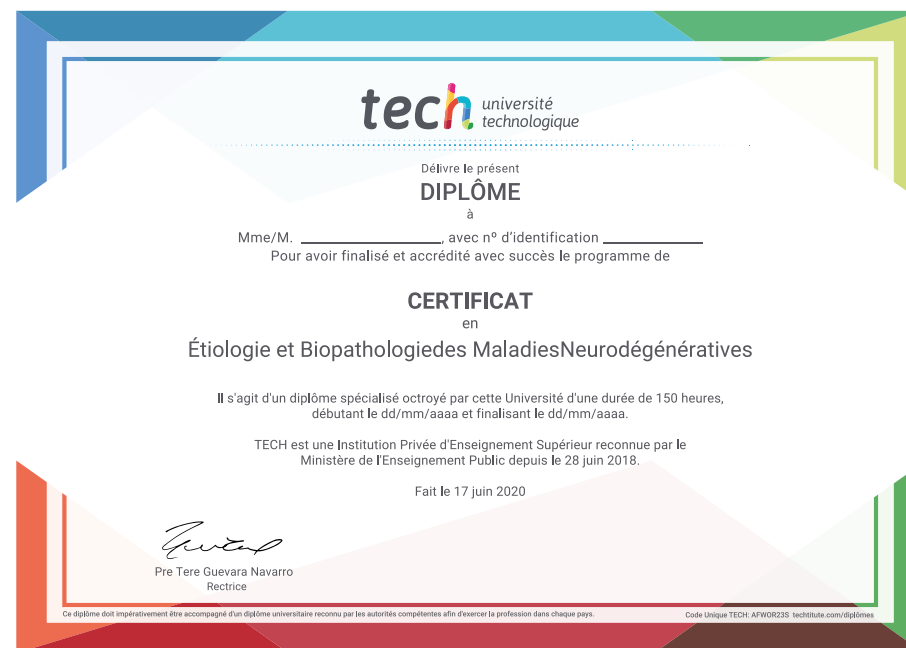 tech université
technologique
Délivre le présent
DIPLÔME
à
Mme/M. ____________________, avec nº d'identification ______________
Pour avoir finalisé et accrédité avec succès le programme de
CERTIFICAT
en
Étiologie et Biopathologiedes MaladiesNeurodégénératives
Il s'agit d'un diplôme spécialisé octroyé par cette Université d'une durée de 150 heures,
débutant le dd/mm/aaaa et finalisant le dd/mm/aaaa.
TECH est une Institution Privée d'Enseignement Supérieur reconnue par le
Ministère de l'Enseignement Public depuis le 28 juin 2018.
Fait le 17 juin 2020
Pre Tere Guevara Navarro
Rectrice
Ce diplôme doit impérativement être accompagné d'un diplôme universitaire reconnu par les autorités compétentes afin d'exercer la profession dans chaque pays.
Code Unique TECH: AFWOR23S techtitute.com/diplômes